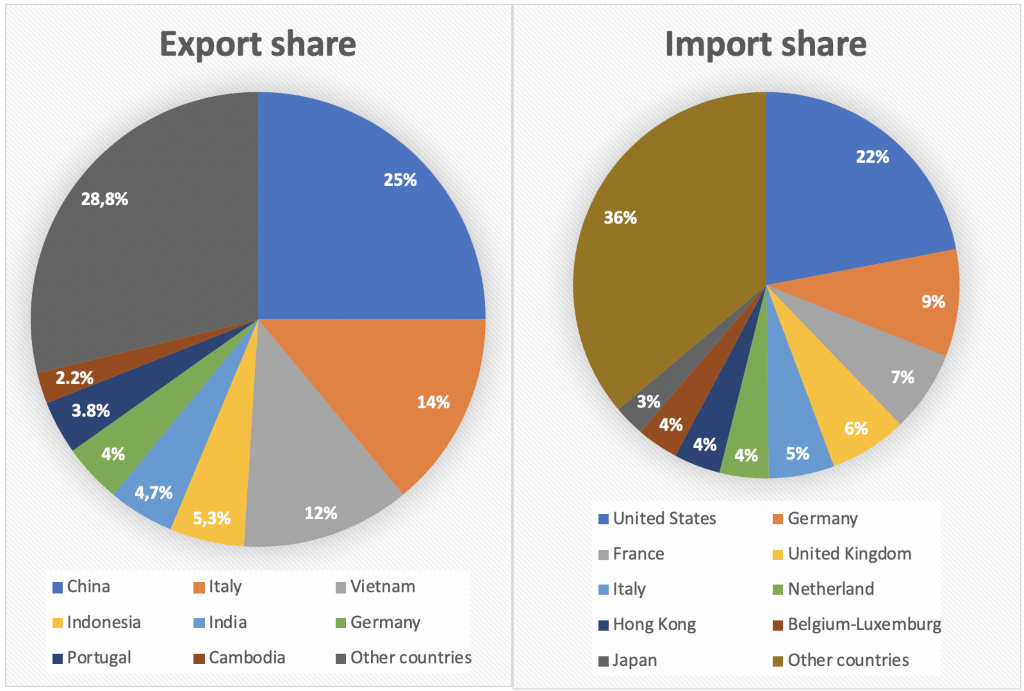 Export share
25%
14%
12%
5,3%
4,7%
4%
3.8%
2.2%
28,8%
China Italy Vietnam
Indonesia India Germany
Portugal Cambodia Other countries
Import share
22%
9%
7%
6%
5%
4%
4%
4%
3%
36%
United States Germany
France United Kingdom
Italy Netherland
Hong Kong Belgium-Luxemburg
Japan Other countries